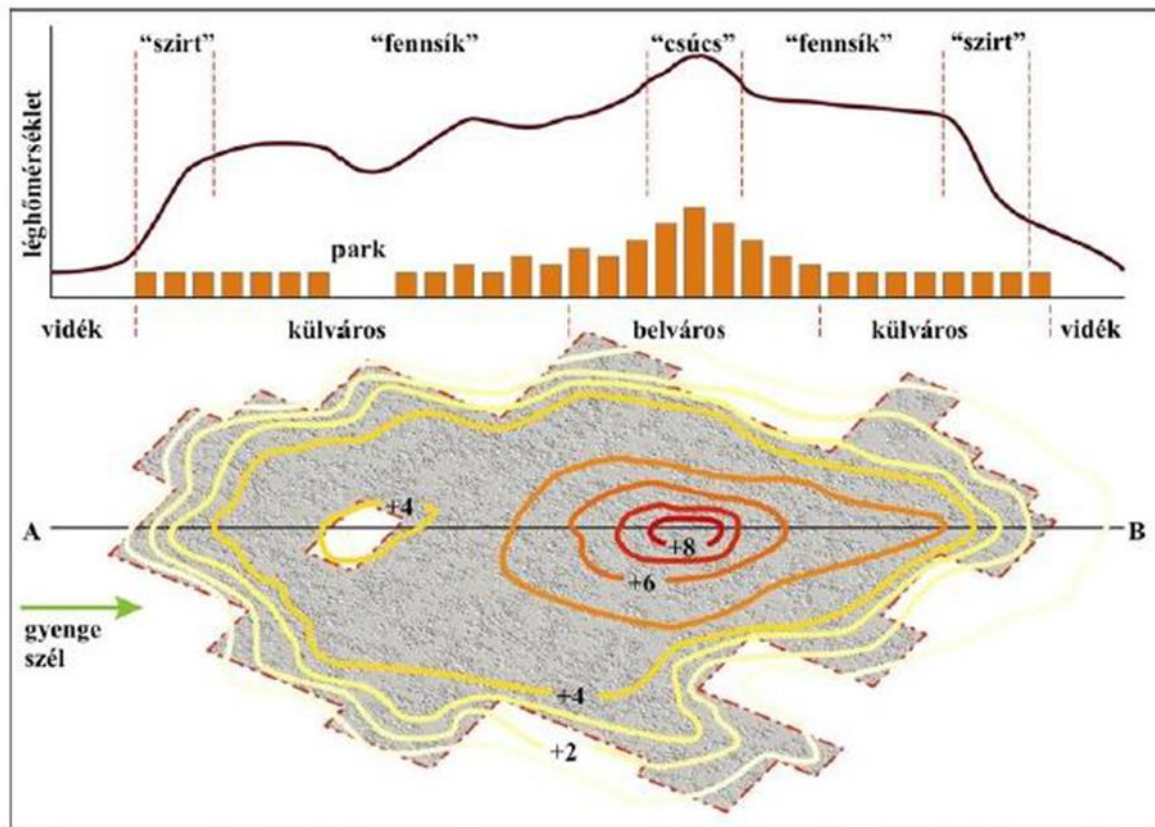 “szirt” “fennsík” “csúcs” “fennsík” “szirt”
léghőmérséklet
park
vidék külváros belváros külváros vidék
+4
A B
+8
+6
gyenge
szél
+4
+2